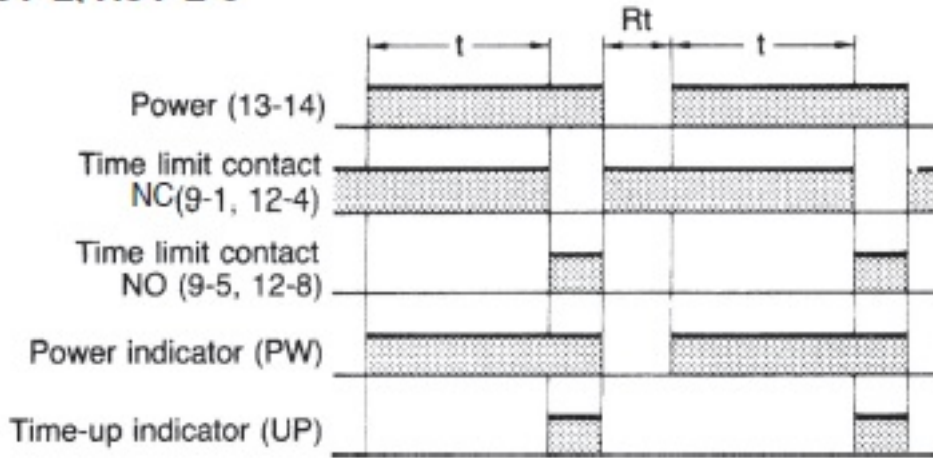 Rt
t
t
Power (13-14)
Time limit contact
NC(9-1, 12-4)
Time limit contact
NO (9-5, 12-8)
Power indicator (PW)
Time-up indicator (UP)